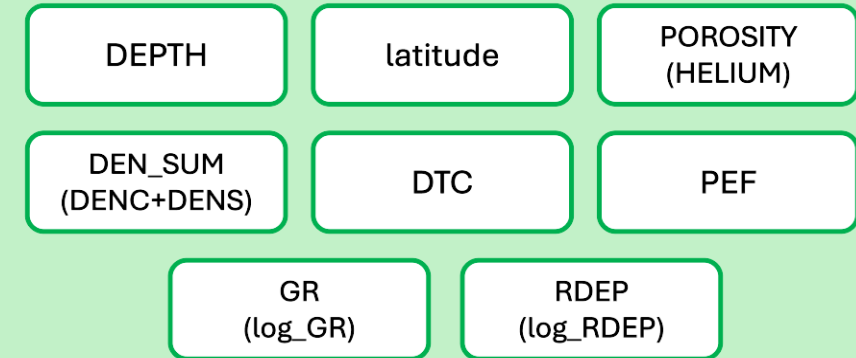 DEPTH
latitude
POROSITY
(HELIUM)
DEN_SUM
(DENC+DENS)
DTC
PEF
GR
(log_GR)
RDEP
(log_RDEP)